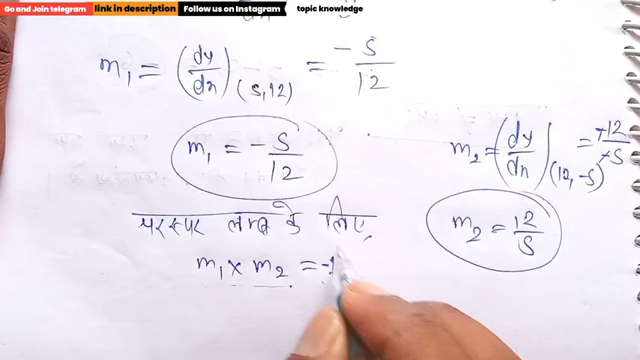 Go and Join telegram link in description Follow us on Instagram topic knowledge
m₁ = (dy/dx)(5,12) = -5/12
m₁ = -5/12
m₂ = (dy/dx)(12,-5) = -12/-5
m₂ = 12/5
परस्पर लम्ब के लिए,
m₁ × m₂ = -1